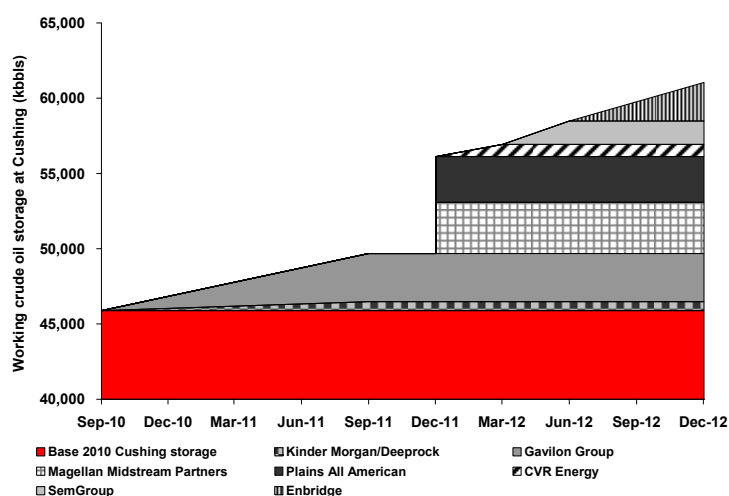 Working crude oil storage at Cushing (kbbls)
65,000
60,000
55,000
50,000
45,000
40,000
Sep-10 Dec-10 Mar-11 Jun-11 Sep-11 Dec-11 Mar-12 Jun-12 Sep-12 Dec-12
Base 2010 Cushing storage Kinder Morgan/Deeprock Gavilon Group
Magellan Midstream Partners Plains All American CVR Energy
SemGroup Enbridge